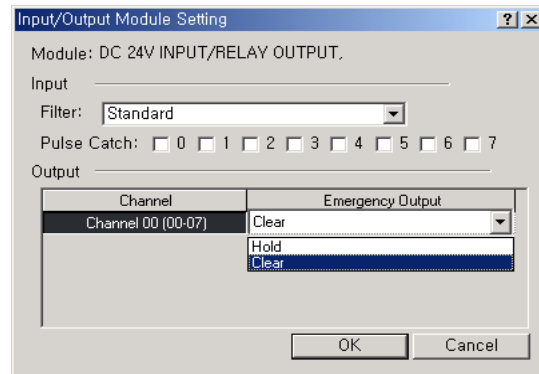 Input/Output Module Setting ? X
Module: DC 24V INPUT/RELAY OUTPUT,
Input
Filter: Standard
Pulse Catch: 0 1 2 3 4 5 6 7
Output
Channel Emergency Output
Channel 00 (00-07) Clear
Hold
Clear
OK Cancel